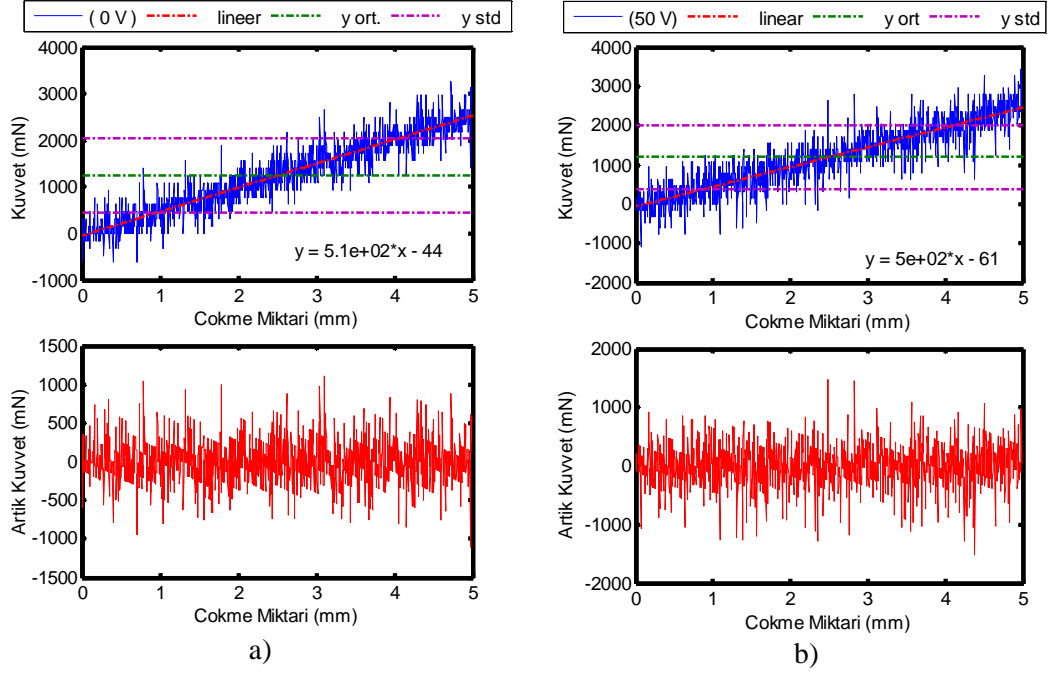 ( 0 V ) lineer y ort. y std
4000
3000
2000
1000
0
-1000
Kuvvet (mN)
y = 5.1e+02*x - 44
0 1 2 3 4 5
Cokme Miktari (mm)
1500
1000
500
0
-500
-1000
-1500
Artik Kuvvet (mN)
0 1 2 3 4 5
Cokme Miktari (mm)
a)
(50 V) linear y ort y std
4000
3000
2000
1000
0
-1000
-2000
Kuvvet (mN)
y = 5e+02*x - 61
0 1 2 3 4 5
Cokme Miktari (mm)
2000
1000
0
-1000
-2000
Artik Kuvvet (mN)
0 1 2 3 4 5
Cokme Miktari (mm)
b)